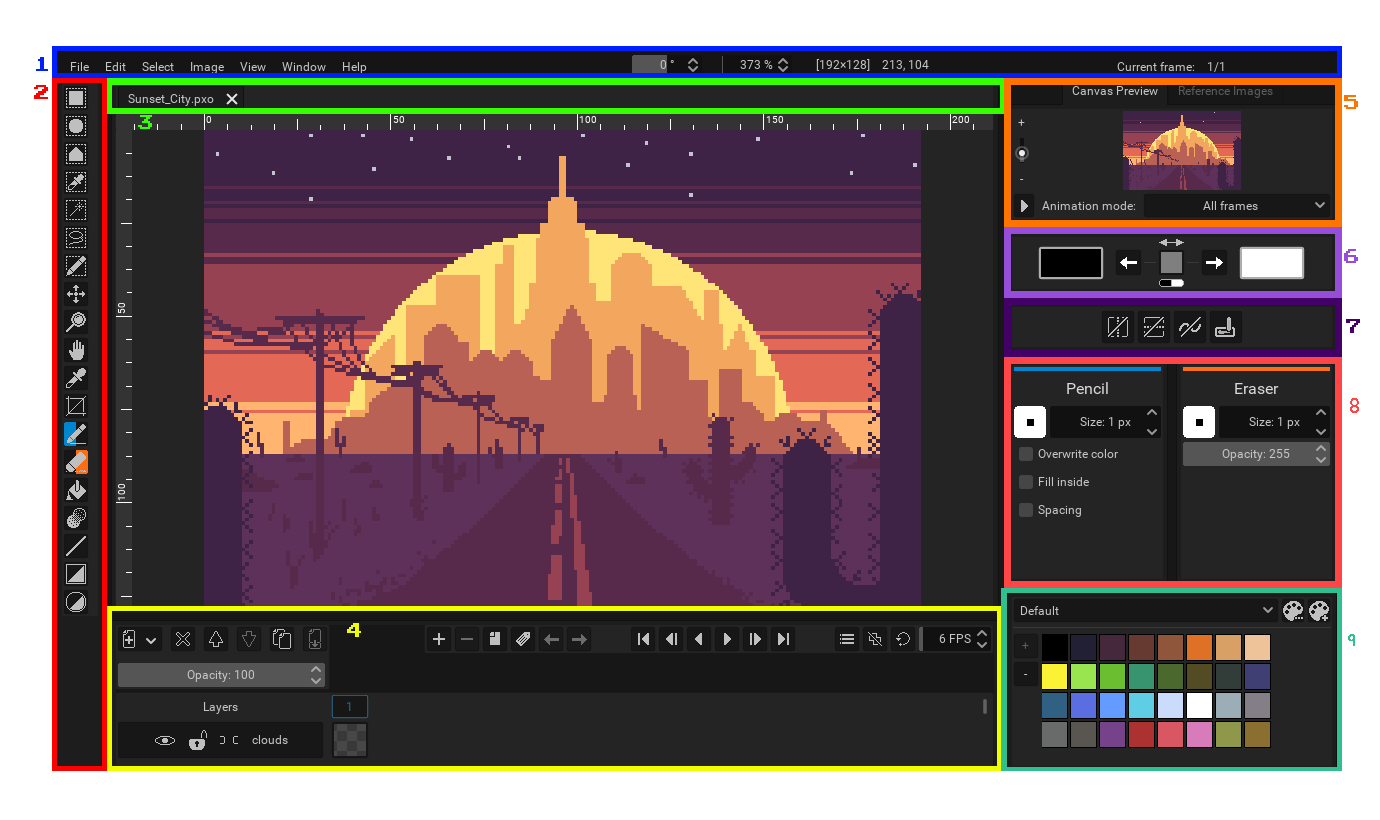 1
File Edit Select Image View Window Help 0° 373 % [192×128] 213, 104 Current frame: 1/1
2
Sunset_City.pxo
3
0 50 100 150 200
50
100
Canvas Preview Reference Images
5
+
-
Animation mode: All frames
6
7
Pencil Eraser
8
Size: 1 px Size: 1 px
Overwrite color Opacity: 255
Fill inside
Spacing
4
6 FPS
Opacity: 100
Layers 1
clouds
Default
9
+
-